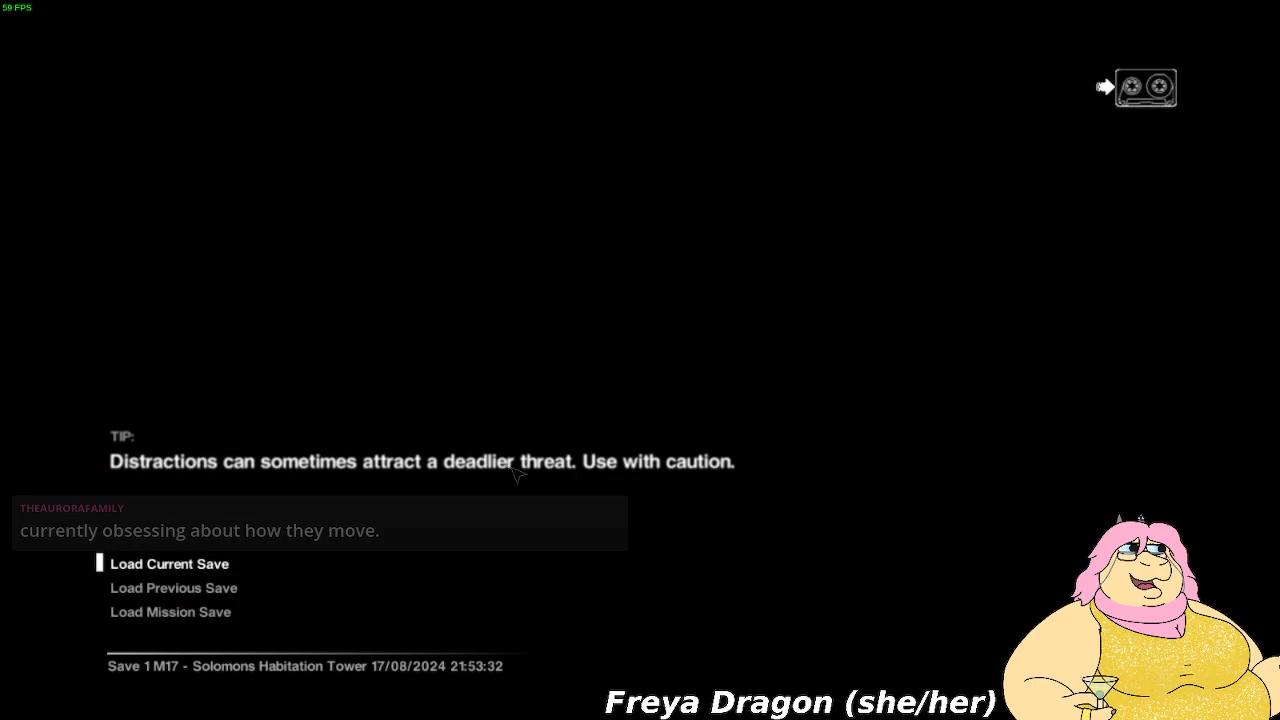 59 FPS
TIP:
Distractions can sometimes attract a deadlier threat. Use with caution.
THEAURORAFAMILY
currently obsessing about how they move.
Load Current Save
Load Previous Save
Load Mission Save
Save 1 M17 - Solomons Habitation Tower 17/08/2024 21:53:32
Freya Dragon (she/her)